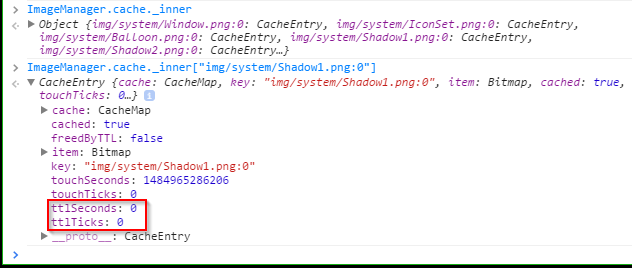 > ImageManager.cache._inner
<· ▶ Object {img/system/Window.png:0: CacheEntry, img/system/IconSet.png:0: CacheEntry,
img/system/Balloon.png:0: CacheEntry, img/system/Shadow1.png:0: CacheEntry,
img/system/Shadow2.png:0: CacheEntry…}
> ImageManager.cache._inner["img/system/Shadow1.png:0"]
<· ▼ CacheEntry {cache: CacheMap, key: "img/system/Shadow1.png:0", item: Bitmap, cached: true,
touchTicks: 0…} i
▶ cache: CacheMap
cached: true
freedByTTL: false
▶ item: Bitmap
key: "img/system/Shadow1.png:0"
touchSeconds: 1484965286206
touchTicks: 0
ttlSeconds: 0
ttlTicks: 0
▶ __proto__: CacheEntry
>